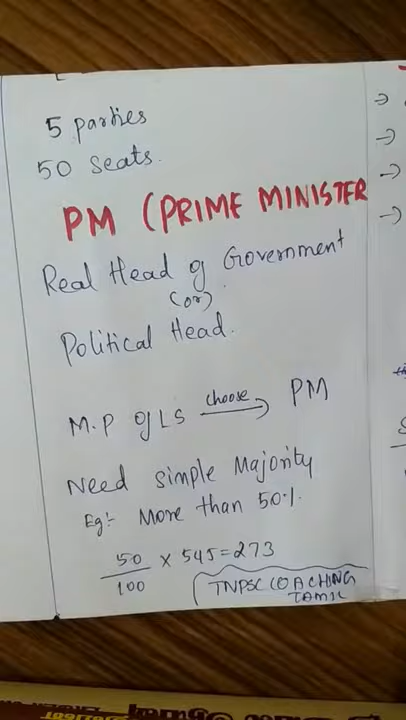 5 parties
50 seats.
PM (PRIME MINISTER
Real Head of Government
(or)
Political Head.
M.P of LS choose → PM
Need simple Majority
Eg:- More than 50%.
50/100 × 545 = 273
TNPSC COACHING
TAMIL